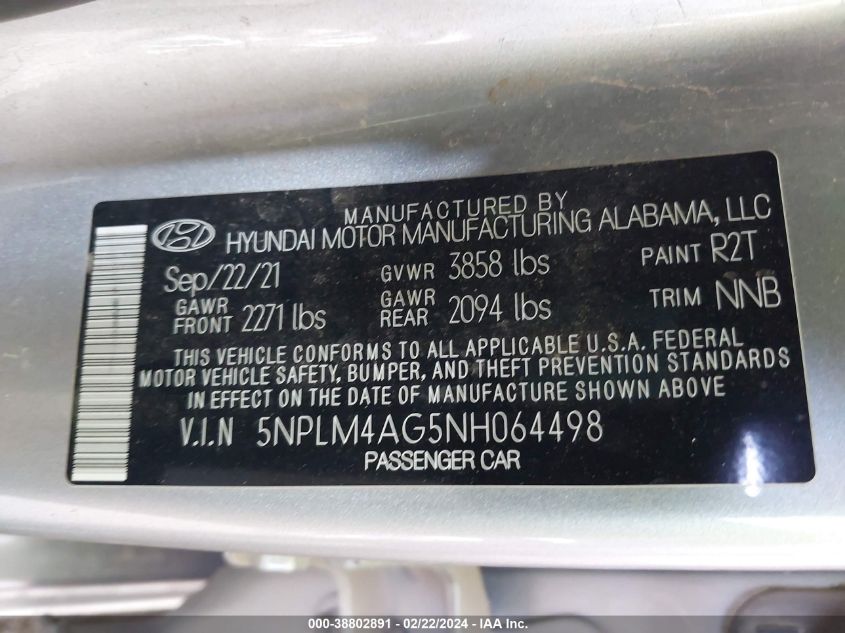 MANUFACTURED BY
HYUNDAI MOTOR MANUFACTURING ALABAMA, LLC
Sep/22/21 GVWR 3858 lbs PAINT R2T
GAWR FRONT 2271 lbs GAWR REAR 2094 lbs TRIM NNB
THIS VEHICLE CONFORMS TO ALL APPLICABLE U.S.A. FEDERAL
MOTOR VEHICLE SAFETY, BUMPER, AND THEFT PREVENTION STANDARDS
IN EFFECT ON THE DATE OF MANUFACTURE SHOWN ABOVE
V.I.N 5NPLM4AG5NH064498
PASSENGER CAR
000-38802891 - 02/22/2024 - Copyright © IAA, Inc.